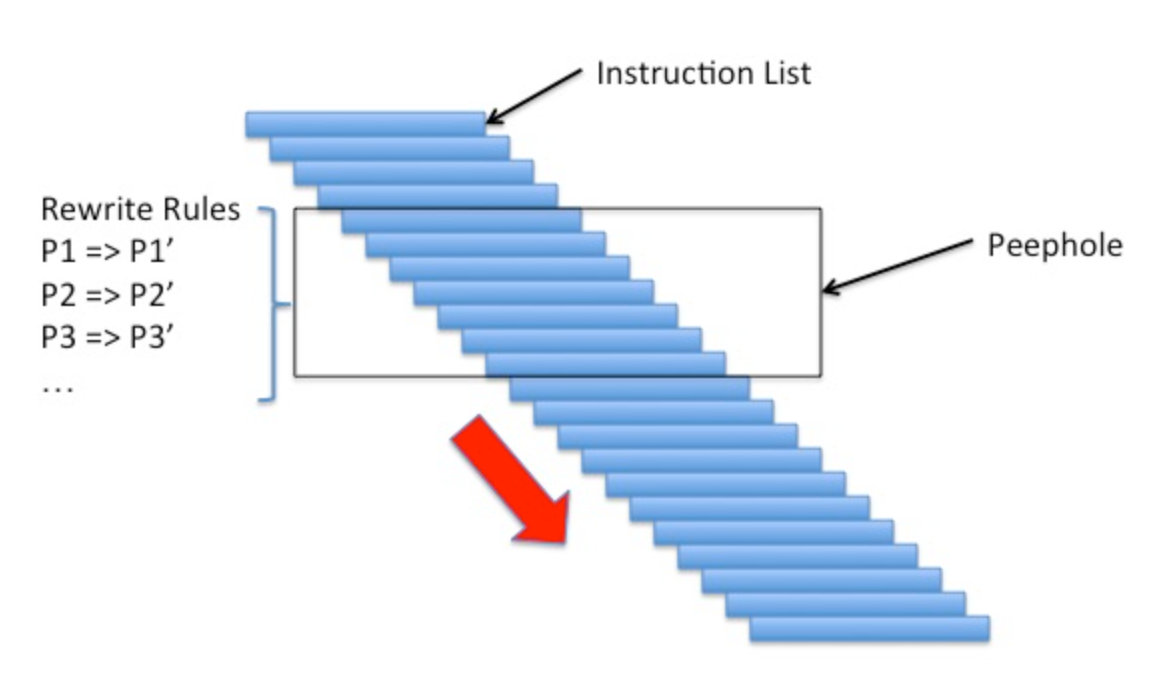 Instruction List
Rewrite Rules
P1 => P1’
P2 => P2’
P3 => P3’
...
Peephole